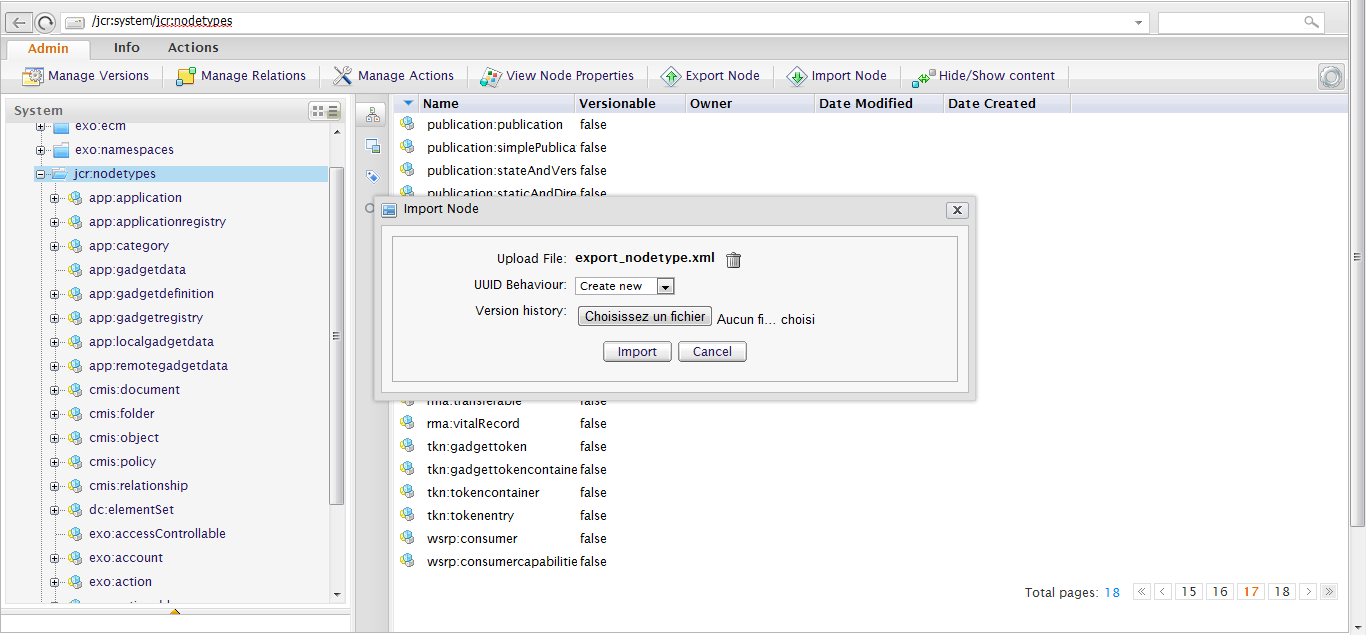 /jcr:system/jcr:nodetypes
Admin Info Actions
Manage Versions Manage Relations Manage Actions View Node Properties Export Node Import Node Hide/Show content
System
exo:ecm
exo:namespaces
jcr:nodetypes
app:application
app:applicationregistry
app:category
app:gadgetdata
app:gadgetdefinition
app:gadgetregistry
app:localgadgetdata
app:remotegadgetdata
cmis:document
cmis:folder
cmis:object
cmis:policy
cmis:relationship
dc:elementSet
exo:accessControllable
exo:account
exo:action
Name Versionable Owner Date Modified Date Created
publication:publication false
publication:simplePublica false
publication:stateAndVers false
publication:staticAndDire false
Import Node
Upload File: export_nodetype.xml
UUID Behaviour: Create new
Version history: Choisissez un fichier Aucun fi... choisi
Import Cancel
rma:transferable false
rma:vitalRecord false
tkn:gadgettoken false
tkn:gadgettokencontaine false
tkn:tokencontainer false
tkn:tokenentry false
wsrp:consumer false
wsrp:consumercapabilitie false
Total pages: 18 « < 15 16 17 18 > »